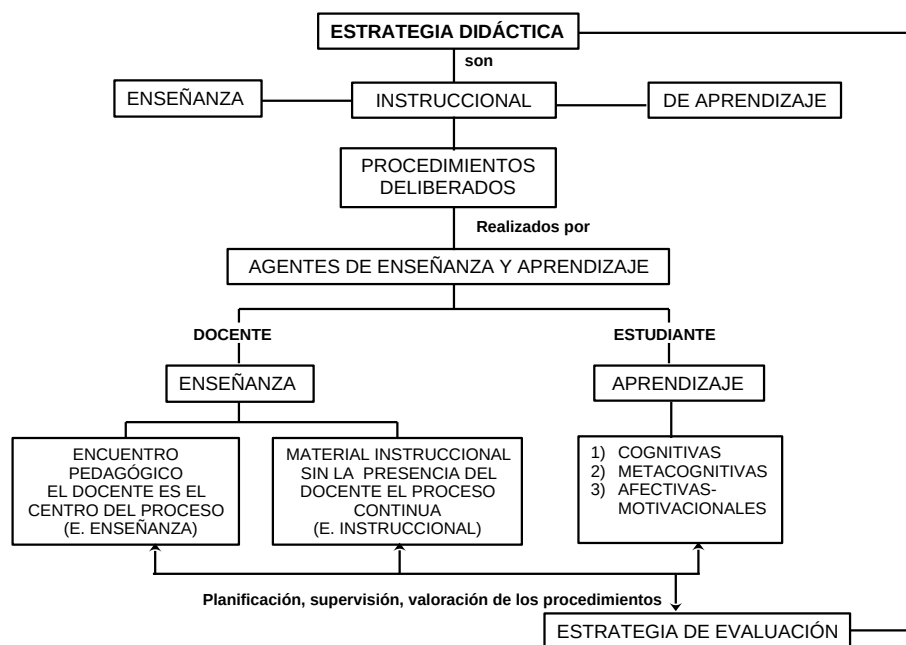 ESTRATEGIA DIDÁCTICA
son
ENSEÑANZA
INSTRUCCIONAL
DE APRENDIZAJE
PROCEDIMIENTOS
DELIBERADOS
Realizados por
AGENTES DE ENSEÑANZA Y APRENDIZAJE
DOCENTE
ESTUDIANTE
ENSEÑANZA
APRENDIZAJE
ENCUENTRO
PEDAGÓGICO
EL DOCENTE ES EL
CENTRO DEL PROCESO
(E. ENSEÑANZA)
MATERIAL INSTRUCCIONAL
SIN LA PRESENCIA DEL
DOCENTE EL PROCESO
CONTINUA
(E. INSTRUCCIONAL)
1) COGNITIVAS
2) METACOGNITIVAS
3) AFECTIVAS-
MOTIVACIONALES
Planificación, supervisión, valoración de los procedimientos
ESTRATEGIA DE EVALUACIÓN